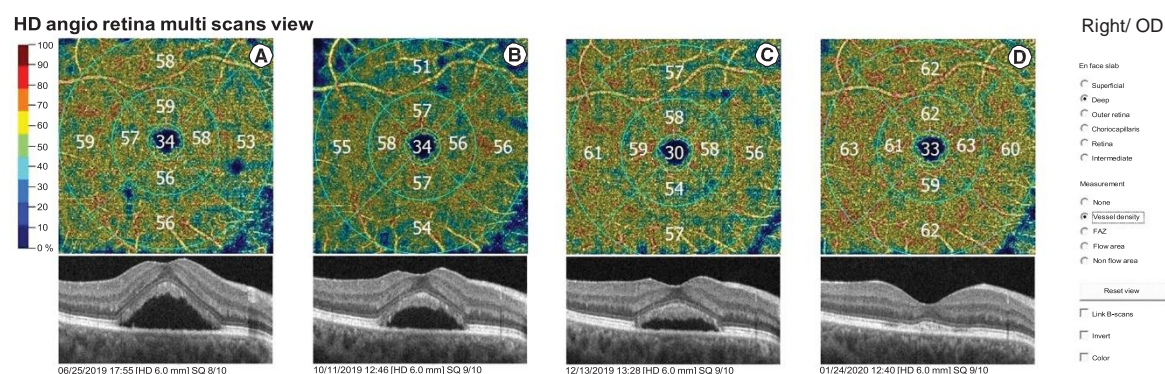 HD angio retina multi scans view
Right/ OD
100
90
80
70
60
50
40
30
20
10
0 %
A
58
59
59 57 34 58 53
56
56
B
51
57
55 58 34 56 56
57
54
C
57
58
61 59 30 58 56
54
57
D
62
62
63 61 33 63 60
59
62
06/25/2019 17:55 [HD 6.0 mm] SQ 8/10
10/11/2019 12:46 [HD 6.0 mm] SQ 9/10
12/13/2019 13:28 [HD 6.0 mm] SQ 9/10
01/24/2020 12:40 [HD 6.0 mm] SQ 9/10
En face slab
Superficial
Deep
Outer retina
Choriocapillaris
Retina
Intermediate
Measurement
None
Vessel density
FAZ
Flow area
Non flow area
Reset view
Link B-scans
Invert
Color